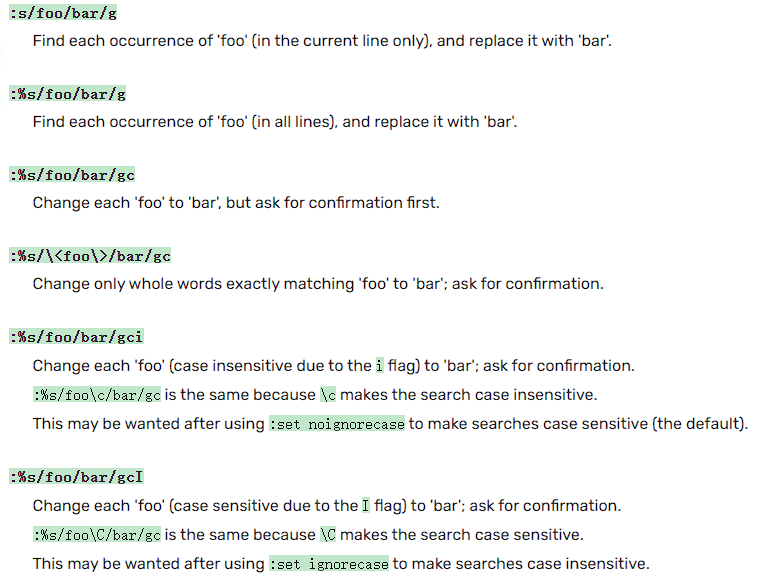 :s/foo/bar/g
Find each occurrence of 'foo' (in the current line only), and replace it with 'bar'.
:%s/foo/bar/g
Find each occurrence of 'foo' (in all lines), and replace it with 'bar'.
:%s/foo/bar/gc
Change each 'foo' to 'bar', but ask for confirmation first.
:%s/\<foo\>/bar/gc
Change only whole words exactly matching 'foo' to 'bar'; ask for confirmation.
:%s/foo/bar/gci
Change each 'foo' (case insensitive due to the i flag) to 'bar'; ask for confirmation.
:%s/foo\c/bar/gc is the same because \c makes the search case insensitive.
This may be wanted after using :set noignorecase to make searches case sensitive (the default).
:%s/foo/bar/gcI
Change each 'foo' (case sensitive due to the I flag) to 'bar'; ask for confirmation.
:%s/foo\C/bar/gc is the same because \C makes the search case sensitive.
This may be wanted after using :set ignorecase to make searches case insensitive.